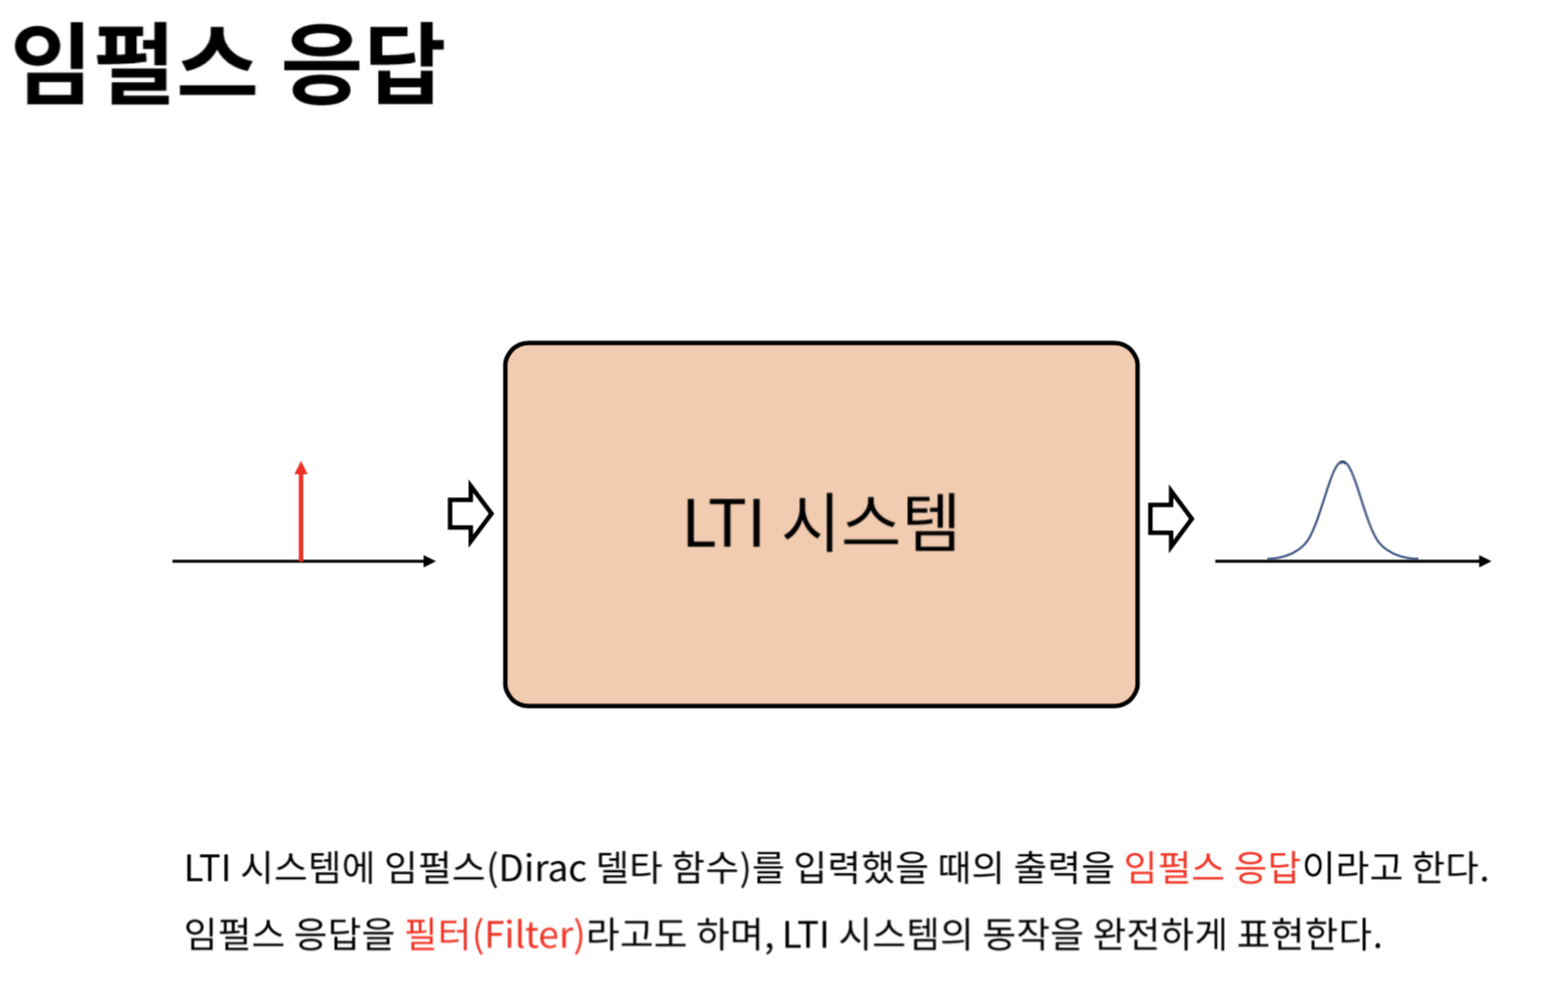 임펄스 응답
LTI 시스템
LTI 시스템에 임펄스(Dirac 델타 함수)를 입력했을 때의 출력을 임펄스 응답이라고 한다.
임펄스 응답을 필터(Filter)라고도 하며, LTI 시스템의 동작을 완전하게 표현한다.